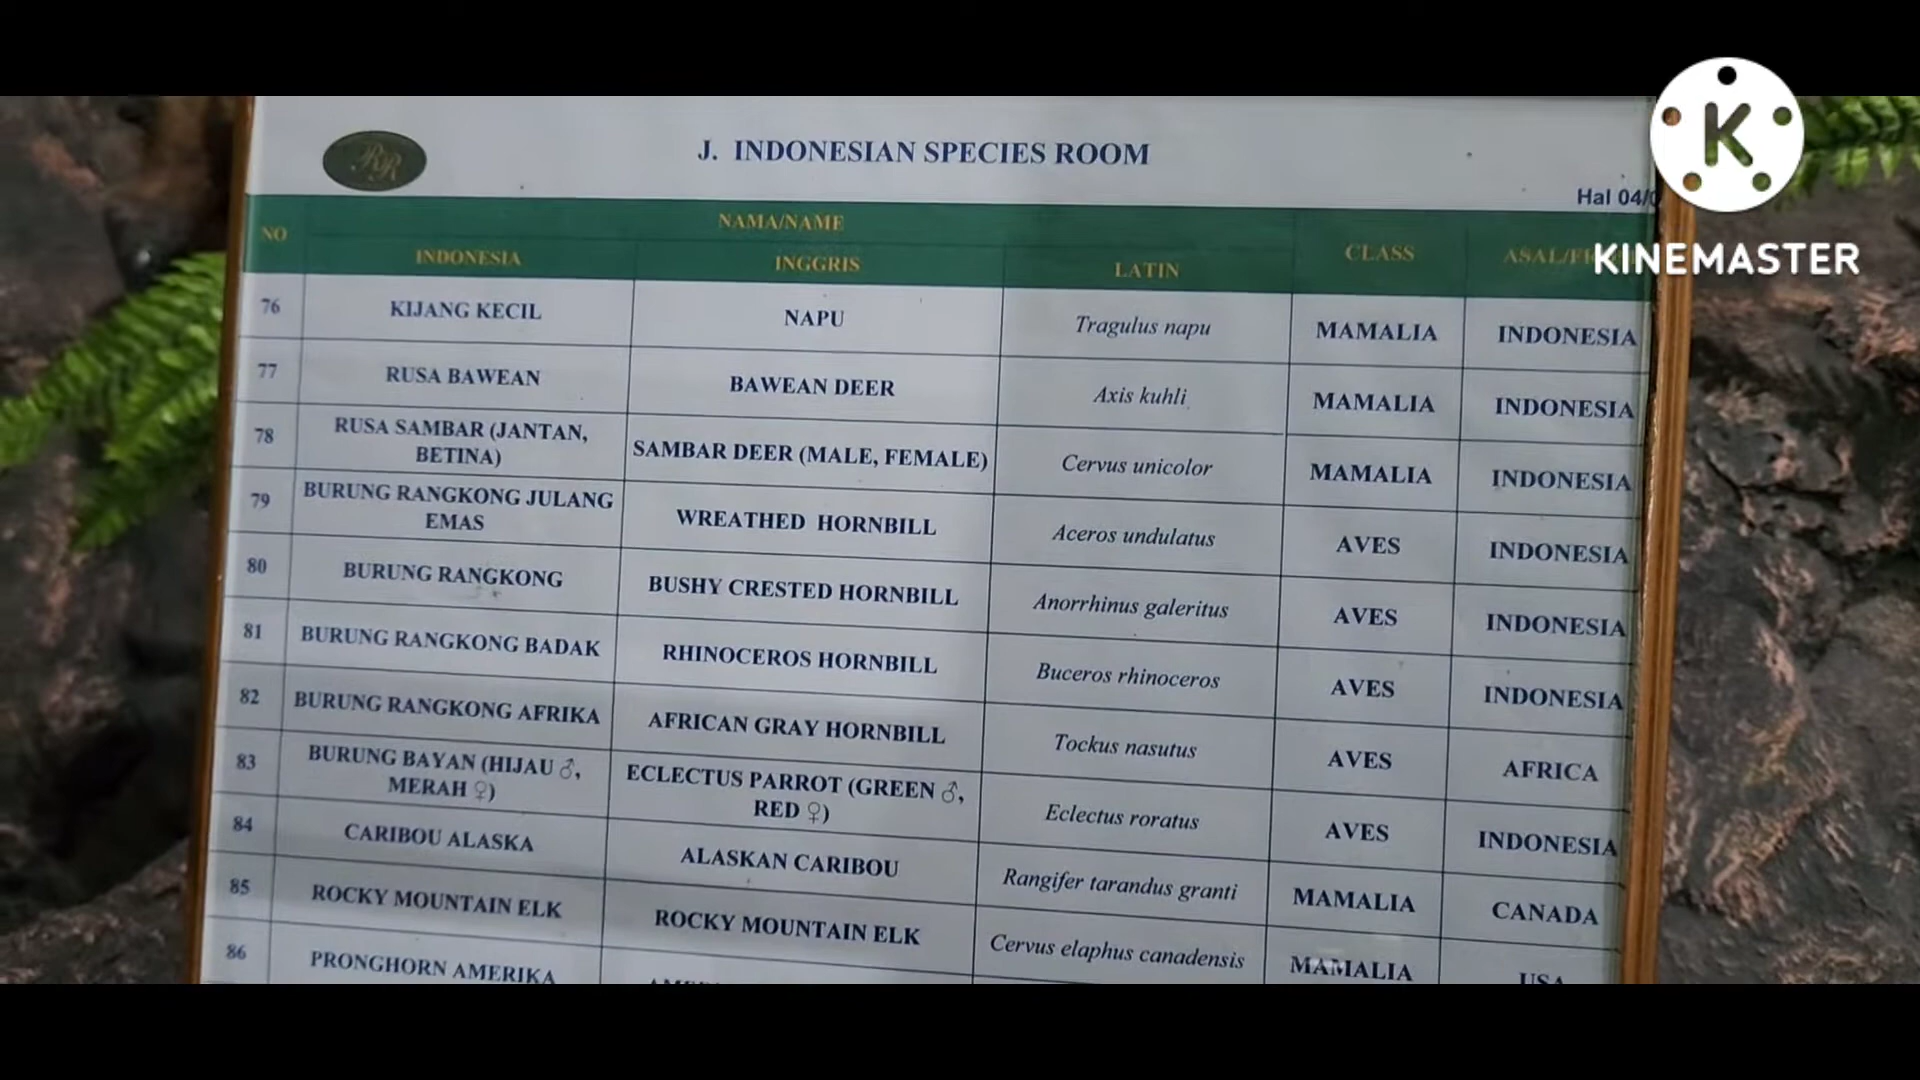 RR
J. INDONESIAN SPECIES ROOM
Hal 04/
KINEMASTER
NO NAMA/NAME CLASS
INDONESIA INGGRIS LATIN
76 KIJANG KECIL NAPU Tragulus napu MAMALIA INDONESIA
77 RUSA BAWEAN BAWEAN DEER Axis kuhli MAMALIA INDONESIA
78 RUSA SAMBAR (JANTAN, BETINA) SAMBAR DEER (MALE, FEMALE) Cervus unicolor MAMALIA INDONESIA
79 BURUNG RANGKONG JULANG EMAS WREATHED HORNBILL Aceros undulatus AVES INDONESIA
80 BURUNG RANGKONG BUSHY CRESTED HORNBILL Anorrhinus galeritus AVES INDONESIA
81 BURUNG RANGKONG BADAK RHINOCEROS HORNBILL Buceros rhinoceros AVES INDONESIA
82 BURUNG RANGKONG AFRIKA AFRICAN GRAY HORNBILL Tockus nasutus AVES AFRICA
83 BURUNG BAYAN (HIJAU ♂, MERAH ♀) ECLECTUS PARROT (GREEN ♂, RED ♀) Eclectus roratus AVES INDONESIA
84 CARIBOU ALASKA ALASKAN CARIBOU Rangifer tarandus granti MAMALIA CANADA
85 ROCKY MOUNTAIN ELK ROCKY MOUNTAIN ELK Cervus elaphus canadensis MAMALIA USA
86 PRONGHORN AMERIKA